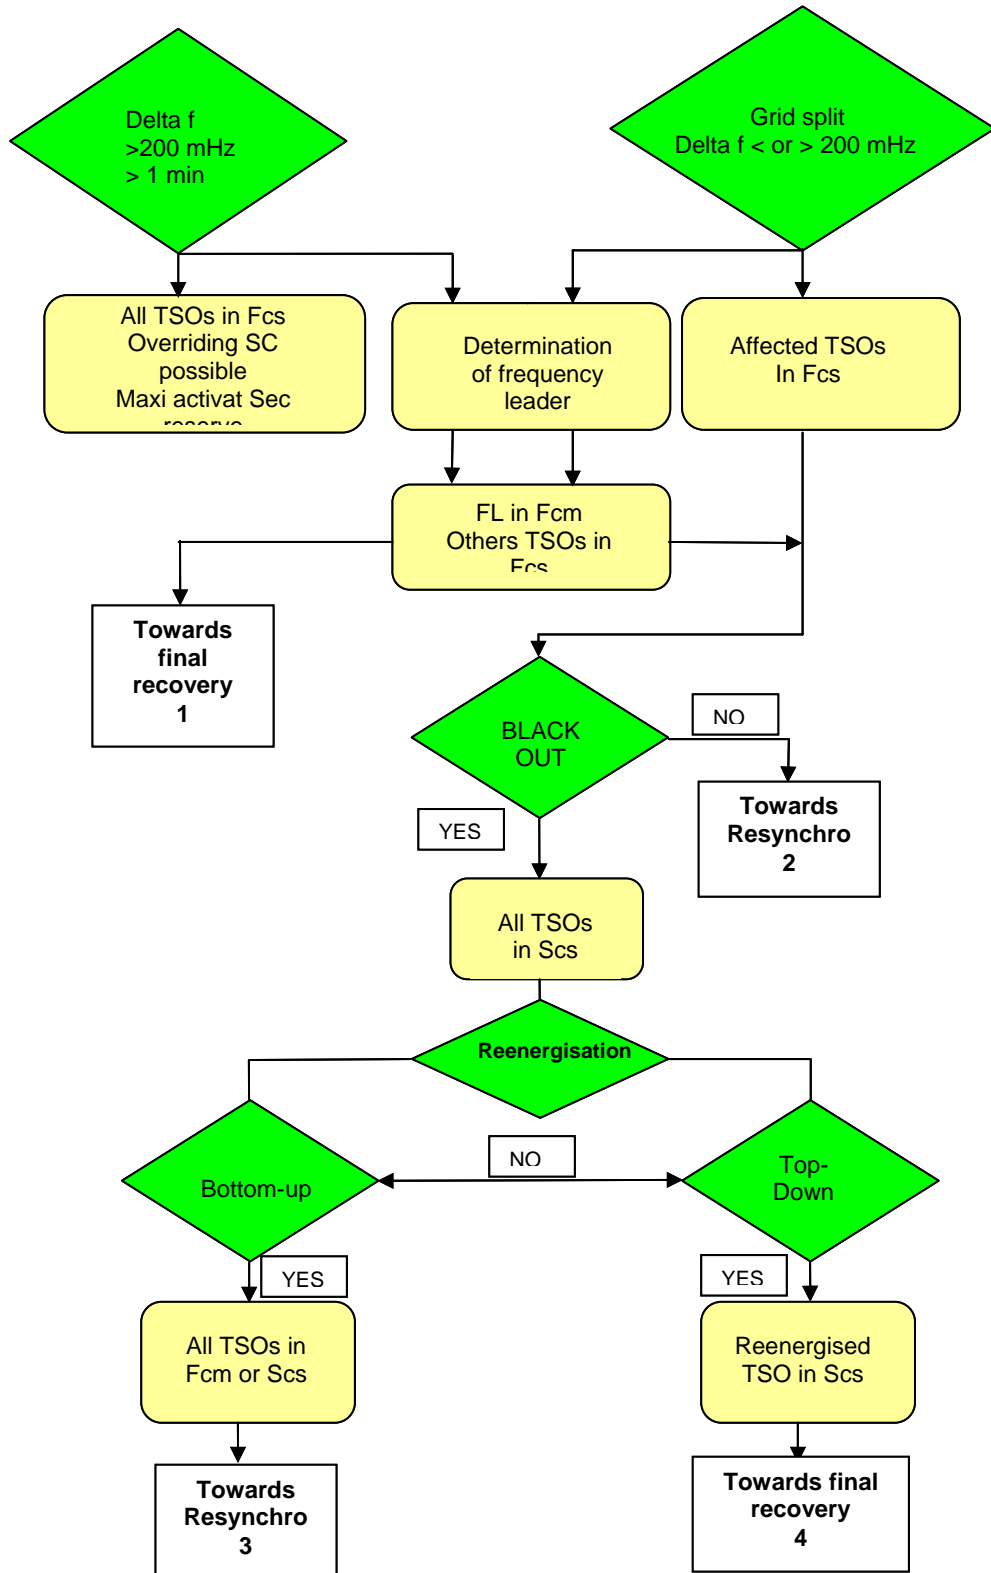 Delta f
>200 mHz
> 1 min
Grid split
Delta f < or > 200 mHz
All TSOs in Fcs
Overriding SC
possible
Maxi activat Sec
reserve
Determination
of frequency
leader
Affected TSOs
In Fcs
FL in Fcm
Others TSOs in
Fcs
Towards
final
recovery
1
BLACK
OUT
NO
Towards
Resynchro
2
YES
All TSOs
in Scs
Reenergisation
Bottom-up
NO
Top-
Down
YES
YES
All TSOs in
Fcm or Scs
Reenergised
TSO in Scs
Towards
Resynchro
3
Towards final
recovery
4